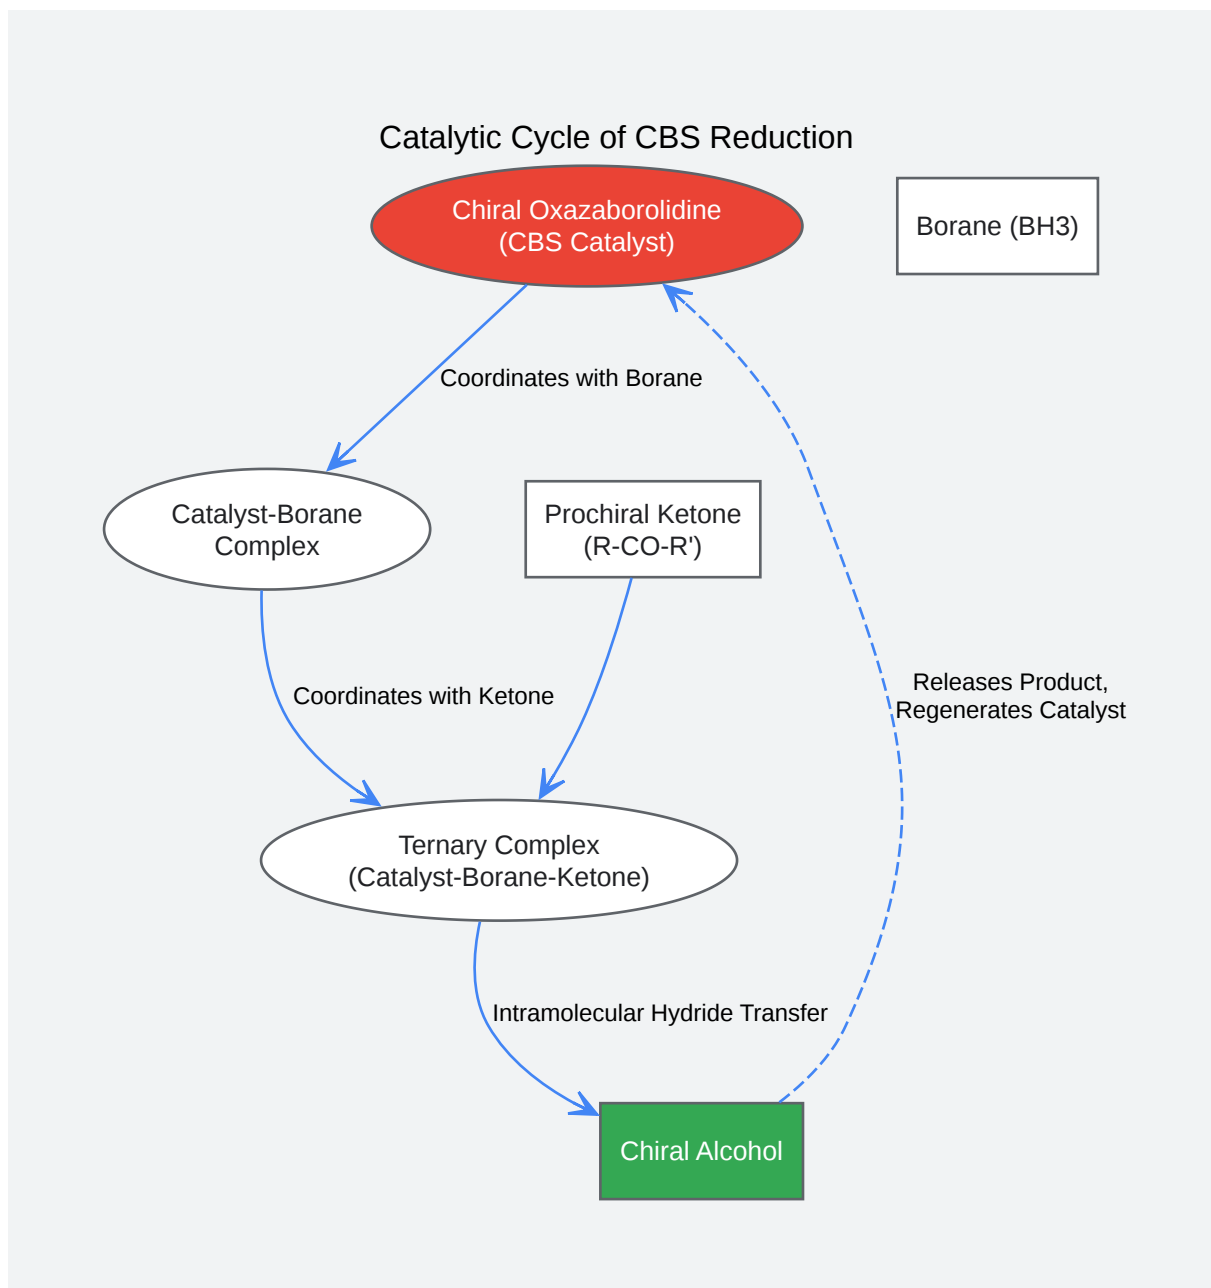 Catalytic Cycle of CBS Reduction
Chiral Oxazaborolidine
(CBS Catalyst)
Borane (BH3)
Coordinates with Borane
Catalyst-Borane
Complex
Prochiral Ketone
(R-CO-R')
Coordinates with Ketone
Releases Product,
Regenerates Catalyst
Ternary Complex
(Catalyst-Borane-Ketone)
Intramolecular Hydride Transfer
Chiral Alcohol